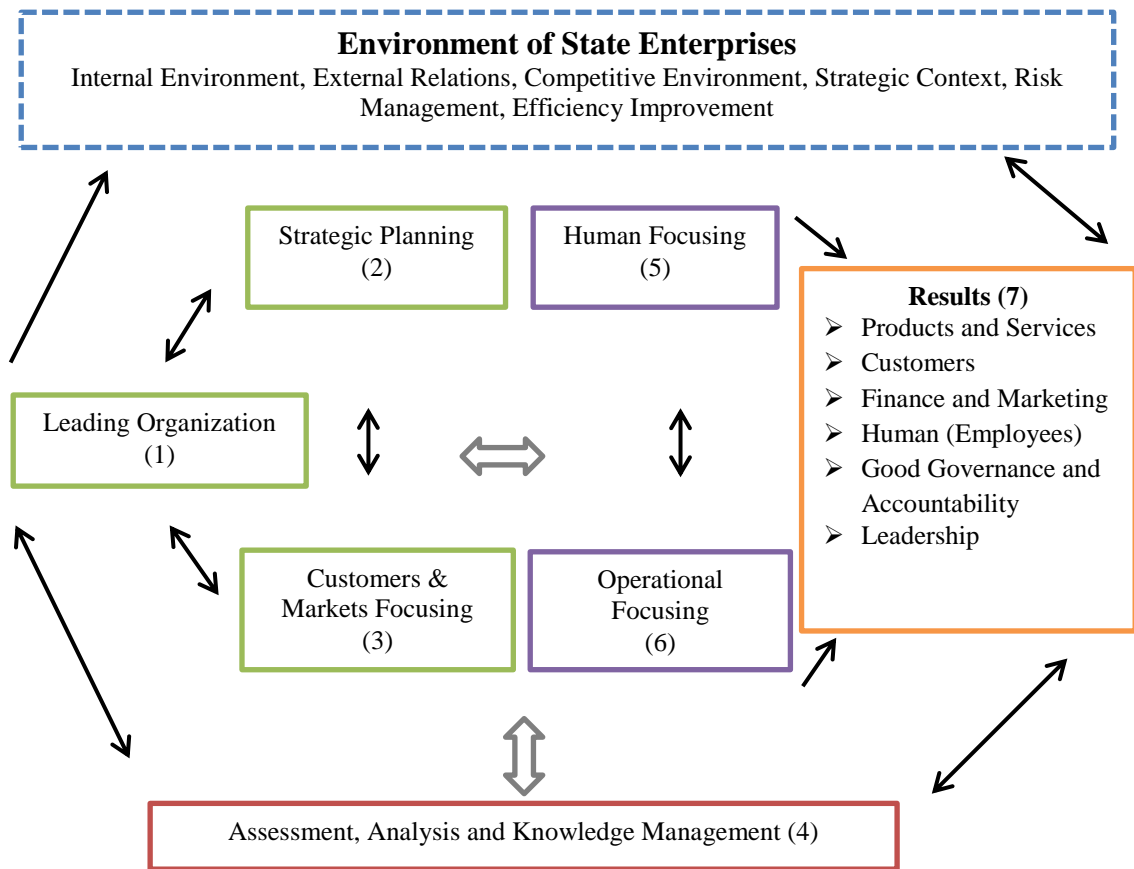 Environment of State Enterprises
Internal Environment, External Relations, Competitive Environment, Strategic Context, Risk
Management, Efficiency Improvement
Strategic Planning
(2)
Human Focusing
(5)
Results (7)
➢ Products and Services
➢ Customers
➢ Finance and Marketing
➢ Human (Employees)
➢ Good Governance and
Accountability
➢ Leadership
Leading Organization
(1)
Customers &
Markets Focusing
(3)
Operational
Focusing
(6)
Assessment, Analysis and Knowledge Management (4)